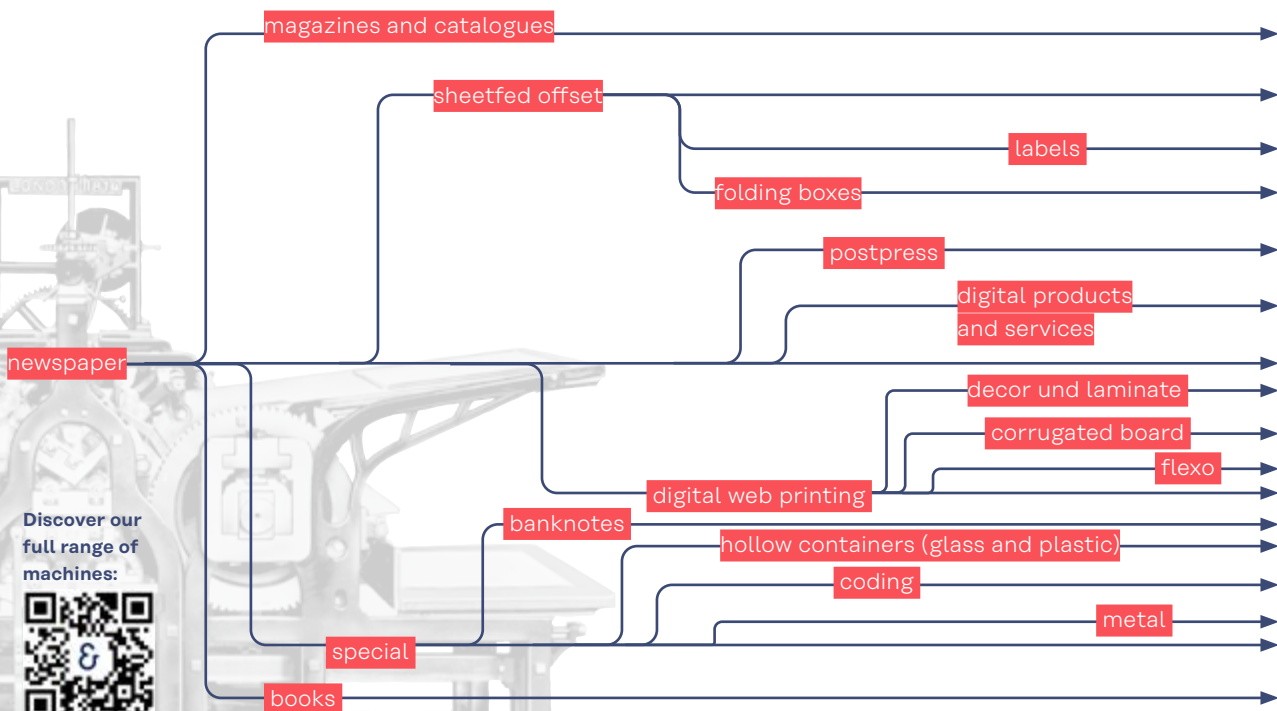 magazines and catalogues
sheetfed offset
labels
folding boxes
postpress
digital products
and services
newspaper
decor und laminate
corrugated board
flexo
digital web printing
banknotes
Discover our
full range of
machines:
hollow containers (glass and plastic)
coding
metal
special
books
&